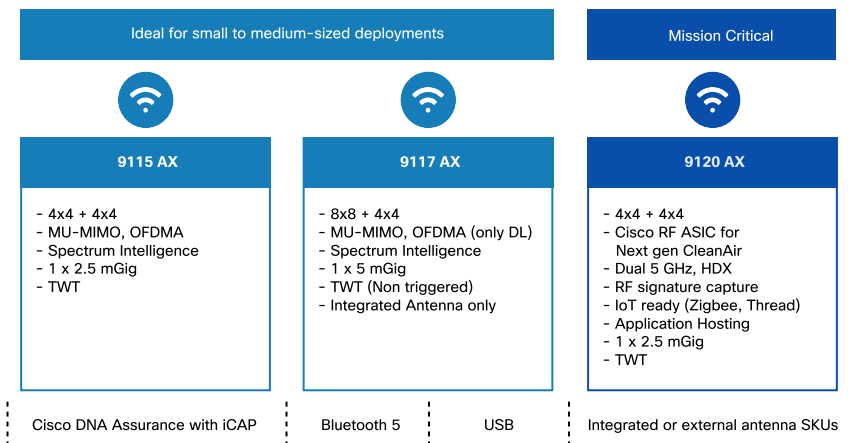 Ideal for small to medium-sized deployments
Mission Critical
9115 AX
- 4x4 + 4x4
- MU-MIMO, OFDMA
- Spectrum Intelligence
- 1 x 2.5 mGig
- TWT
9117 AX
- 8x8 + 4x4
- MU-MIMO, OFDMA (only DL)
- Spectrum Intelligence
- 1 x 5 mGig
- TWT (Non triggered)
- Integrated Antenna only
9120 AX
- 4x4 + 4x4
- Cisco RF ASIC for
Next gen CleanAir
- Dual 5 GHz, HDX
- RF signature capture
- IoT ready (Zigbee, Thread)
- Application Hosting
- 1 x 2.5 mGig
- TWT
Cisco DNA Assurance with iCAP
Bluetooth 5
USB
Integrated or external antenna SKUs